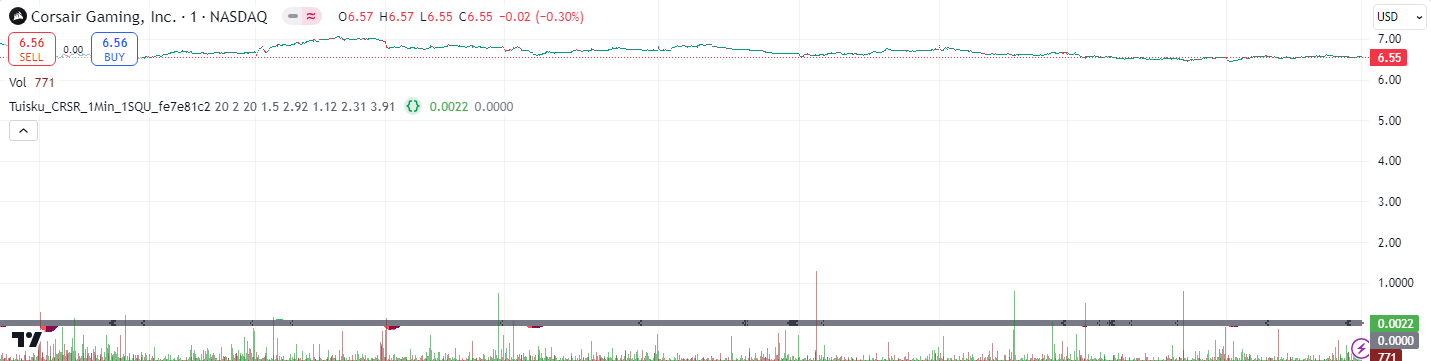 Corsair Gaming, Inc. · 1 · NASDAQ O6.57 H6.57 L6.55 C6.55 −0.02 (−0.30%)
USD
7.00
6.56 SELL 0.00 6.56 BUY
6.55
Vol 771
6.00
Tuisku_CRSR_1Min_1SQU_fe7e81c2 20 2 20 1.5 2.92 1.12 2.31 3.91 {} 0.0022 0.0000
5.00
4.00
3.00
2.00
1.0000
0.0022
0.0000
771